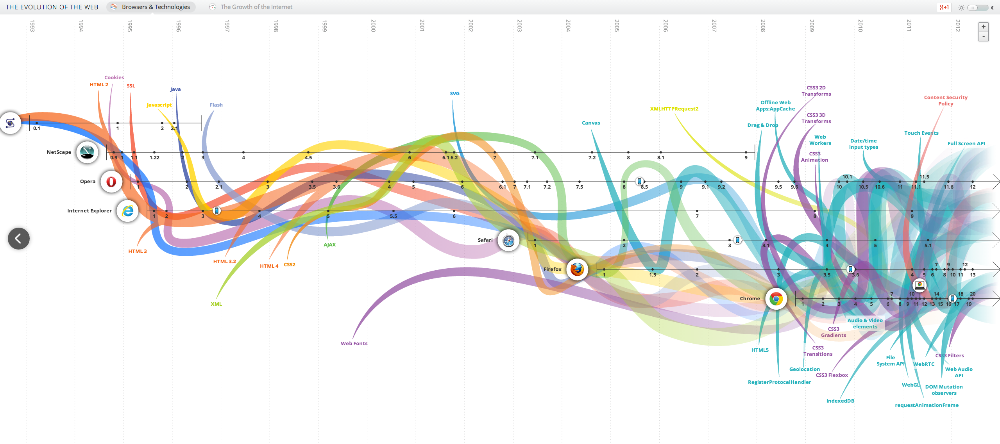 THE EVOLUTION OF THE WEB
Browsers & Technologies
The Growth of the Internet
g+1
1993
1994
1995
1996
1997
1998
1999
2000
2001
2002
2003
2004
2005
2006
2007
2008
2009
2010
2011
2012
+
-
Cookies
HTML 2
SSL
Java
Javascript
Flash
SVG
Canvas
XMLHTTPRequest2
Offline Web
Apps:AppCache
Drag & Drop
CSS3 2D
Transforms
CSS3 3D
Transforms
Web
Workers
CSS3
Animation
Date/time
input types
Content Security
Policy
Touch Events
Full Screen API
0.1 1 2 2.1
NetScape
N
0.9 1 1.1 1.22 2 3 4 4.5 6 6.1 6.2 7 7.1 7.2 8 8.1 9
Opera
1 2 2.1 3 3.5 3.6 4 5 6 6.1 7 7.1 7.2 7.5 8 8.5 9 9.1 9.2 9.5 9.6 10 10.1 10.5 10.6 11 11.1 11.5 11.6 12
Internet Explorer
1 2 3 4 5 5.5 6 7 8 9
Safari
1 2 3 3.1 4 5 5.1
Firefox
1 1.5 2 3 3.5 3.6 4 5 6 7 8 9 10 11 12 13
Chrome
1 2 3 4 5 6 7 8 9 10 11 12 13 14 15 16 17 18 19 20
HTML 3
HTML 3.2
HTML 4
CSS2
AJAX
XML
Web Fonts
HTML5
RegisterProtocalHandler
Geolocation
CSS3
Transitions
CSS3
Gradients
Audio & Video
elements
CSS3 Flexbox
IndexedDB
File
System API
WebGL
WebRTC
requestAnimationFrame
DOM Mutation
observers
CSS3 Filters
Web Audio
API